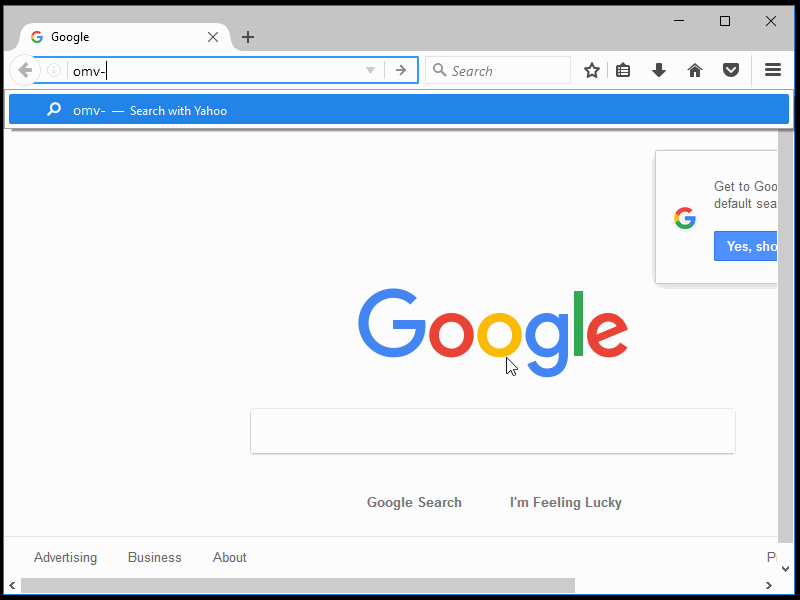 Google
omv-
Search
omv- — Search with Yahoo
Get to Goo
default sea
Yes, sho
Google
Google Search
I'm Feeling Lucky
Advertising
Business
About